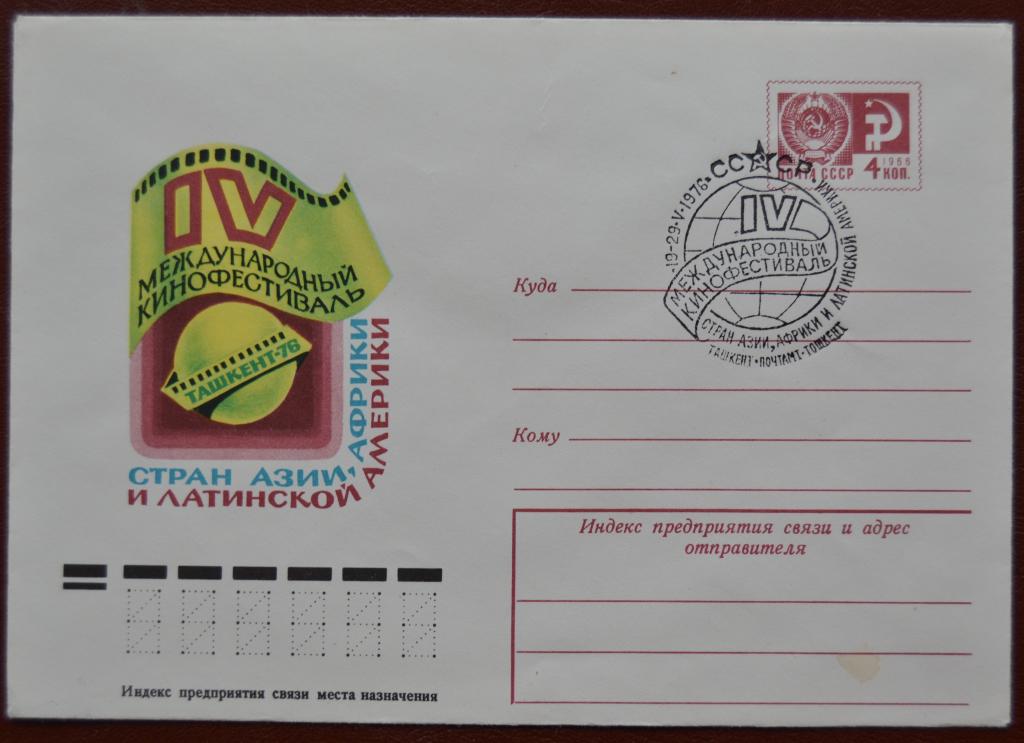 IV
МЕЖДУНАРОДНЫЙ
КИНОФЕСТИВАЛЬ
ТАШКЕНТ-76
СТРАН АЗИИ, АФРИКИ
И ЛАТИНСКОЙ АМЕРИКИ
Индекс предприятия связи места назначения
ПОЧТА СССР
1966
4 КОП.
19-29·V·1976·СССР·
IV
МЕЖДУНАРОДНЫЙ
КИНОФЕСТИВАЛЬ
СТРАН АЗИИ, АФРИКИ И ЛАТИНСКОЙ АМЕРИКИ
ТАШКЕНТ·ПОЧТАМТ·ТОШКЕНТ
Куда
Кому
Индекс предприятия связи и адрес
отправителя